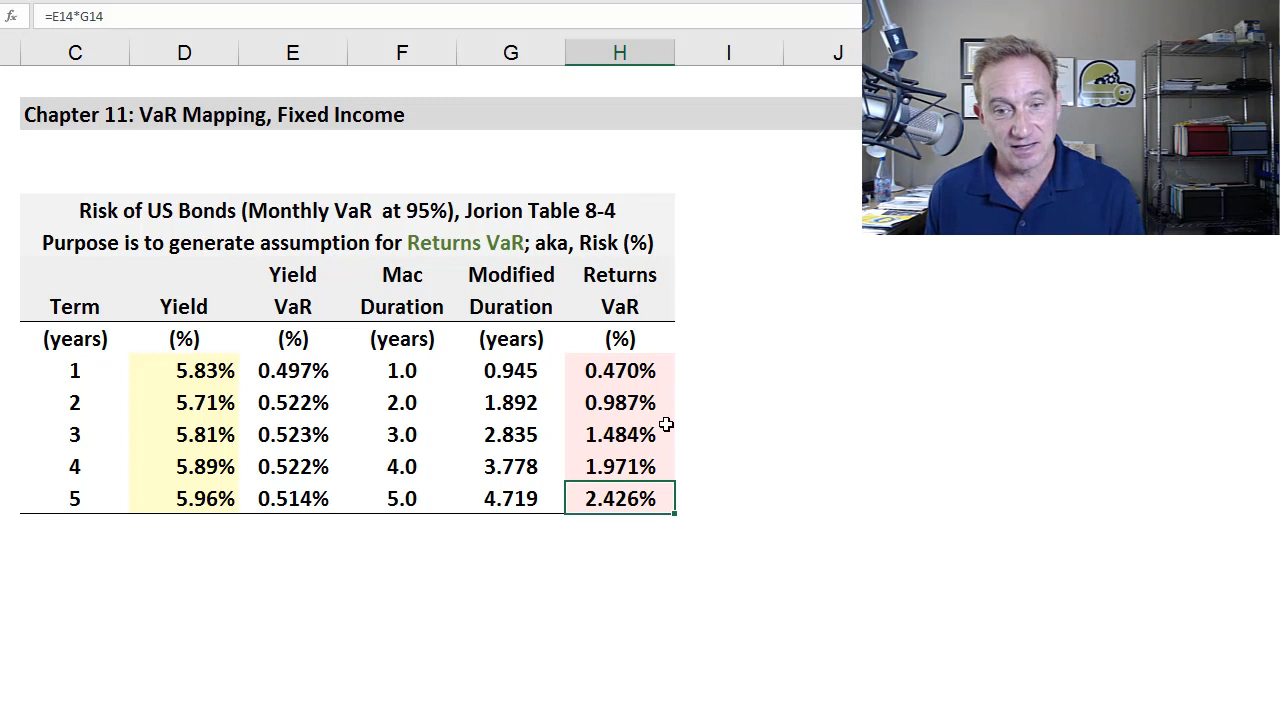 fx =E14*G14
C D E F G H I J
Chapter 11: VaR Mapping, Fixed Income
Risk of US Bonds (Monthly VaR at 95%), Jorion Table 8-4
Purpose is to generate assumption for Returns VaR; aka, Risk (%)
Yield Mac Modified Returns
Term Yield VaR Duration Duration VaR
(years) (%) (%) (years) (years) (%)
1 5.83% 0.497% 1.0 0.945 0.470%
2 5.71% 0.522% 2.0 1.892 0.987%
3 5.81% 0.523% 3.0 2.835 1.484%
4 5.89% 0.522% 4.0 3.778 1.971%
5 5.96% 0.514% 5.0 4.719 2.426%